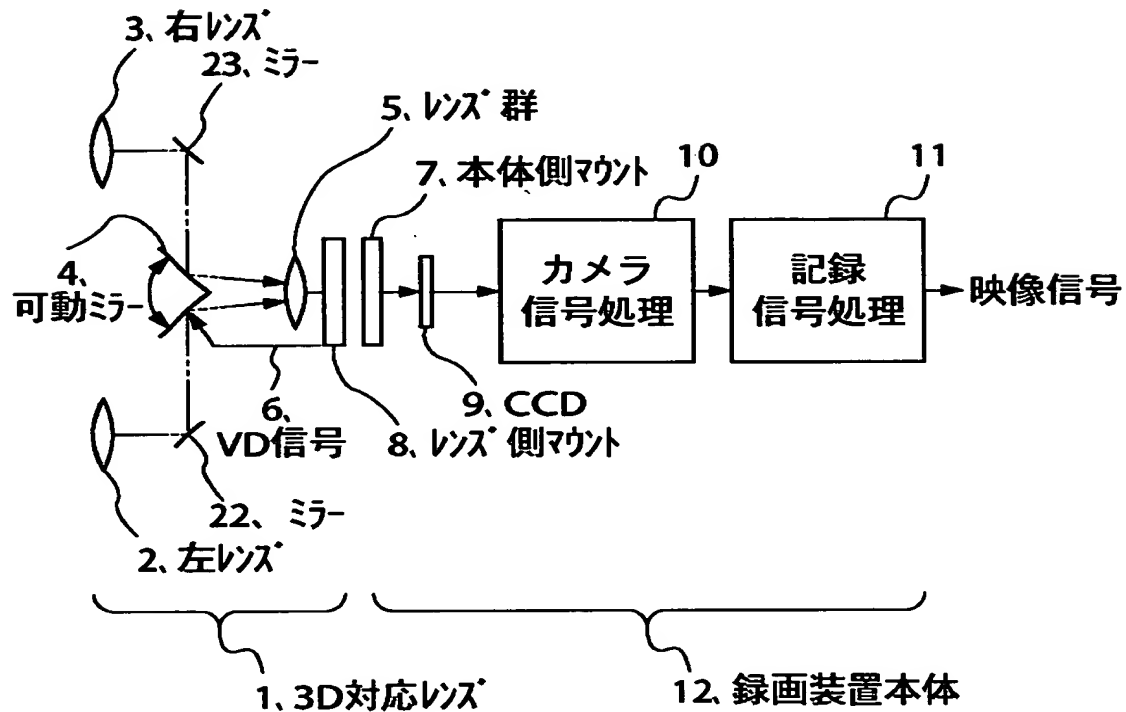 3、右レンズ
23、ミラー
5、レンズ群
7、本体側マウント
10
11
4、
可動ミラー
カメラ
信号処理
記録
信号処理
映像信号
6、
VD信号
9、CCD
8、レンズ側マウント
22、ミラー
2、左レンズ
1、3D対応レンズ
12、録画装置本体